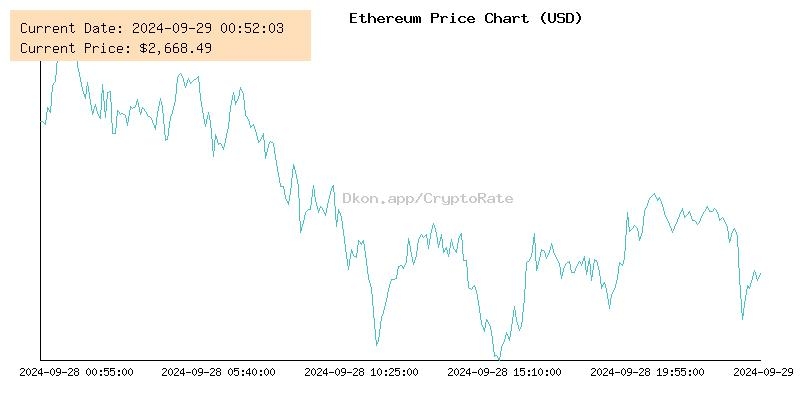 Ethereum Price Chart (USD)
Current Date: 2024-09-29 00:52:03
Current Price: $2,668.49
Dkon.app/CryptoRate
2024-09-28 00:55:00 2024-09-28 05:40:00 2024-09-28 10:25:00 2024-09-28 15:10:00 2024-09-28 19:55:00 2024-09-29